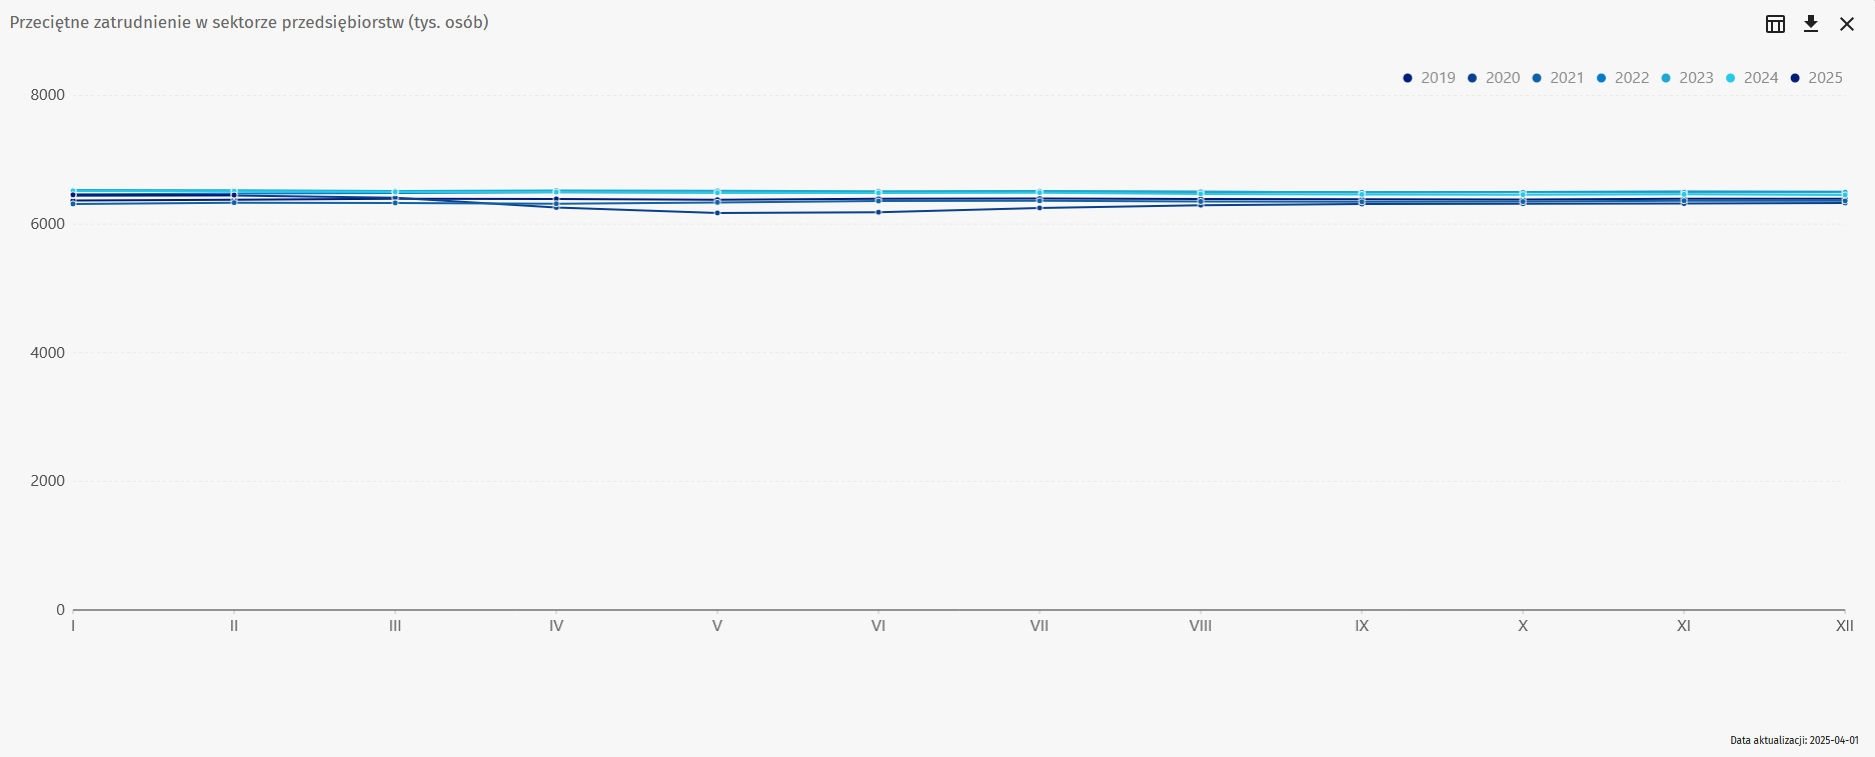 Przeciętne zatrudnienie w sektorze przedsiębiorstw (tys. osób)
2019 2020 2021 2022 2023 2024 2025
8000
6000
4000
2000
0
I II III IV V VI VII VIII IX X XI XII
Data aktualizacji: 2025-04-01